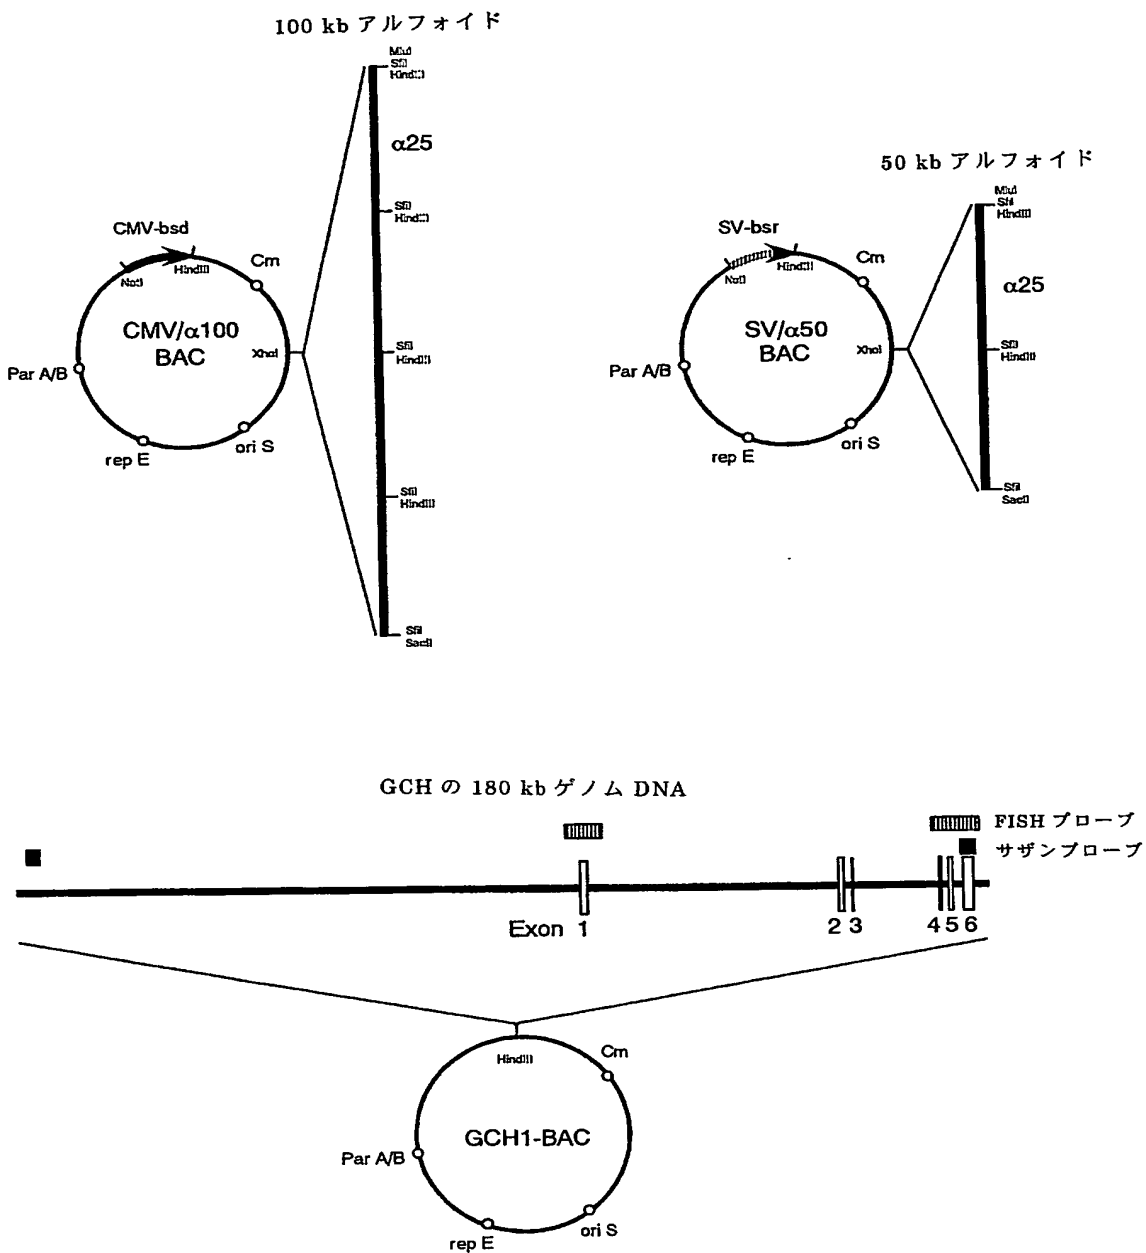 100 kb アルフォイド
MluI
SfiI
HindIII
α25
SfiI
HindIII
SfiI
HindIII
SfiI
HindIII
SfiI
SacII
CMV-bsd
NotI
HindIII
Cm
CMV/α100
BAC
XhoI
Par A/B
rep E
ori S
50 kb アルフォイド
MluI
SfiI
HindIII
α25
SfiI
HindIII
SfiI
SacII
SV-bsr
NotI
HindIII
Cm
SV/α50
BAC
XhoI
Par A/B
rep E
ori S
GCH の 180 kb ゲノム DNA
FISH プローブ
サザンプローブ
Exon 1
2 3
4 5 6
HindIII
Cm
GCH1-BAC
Par A/B
rep E
ori S